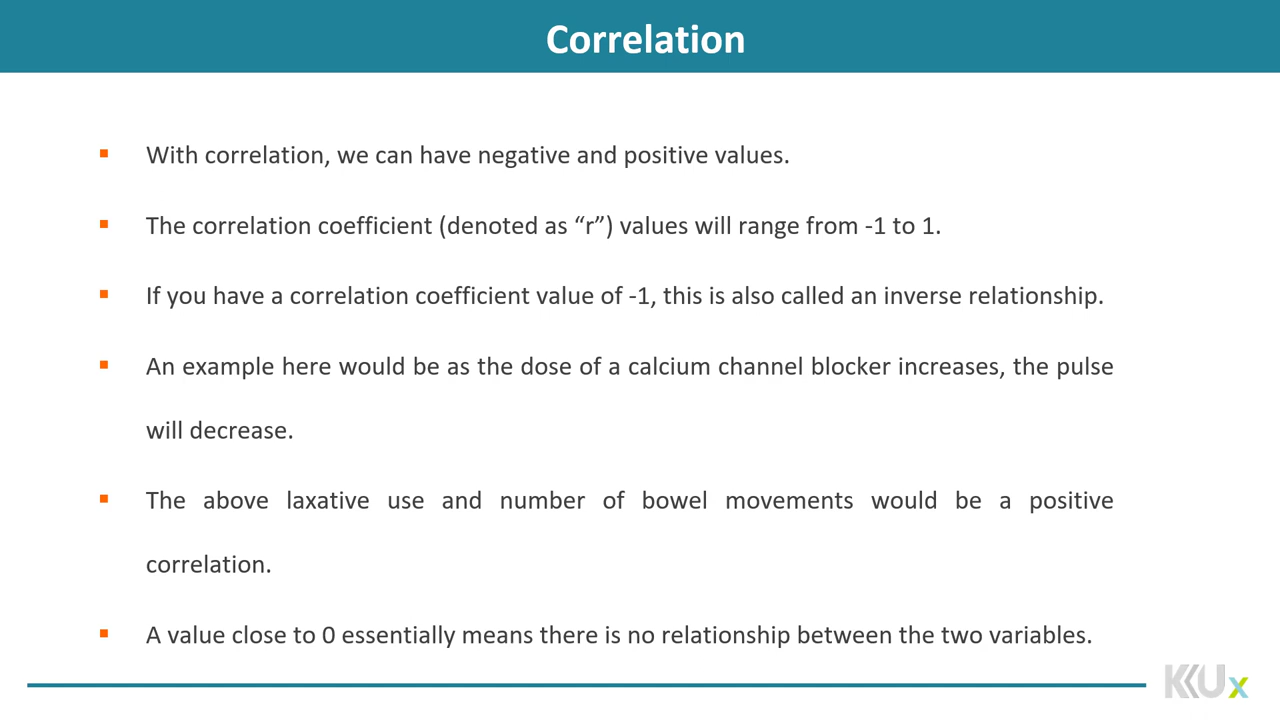 Correlation
▪ With correlation, we can have negative and positive values.
▪ The correlation coefficient (denoted as “r”) values will range from -1 to 1.
▪ If you have a correlation coefficient value of -1, this is also called an inverse relationship.
▪ An example here would be as the dose of a calcium channel blocker increases, the pulse
will decrease.
▪ The above laxative use and number of bowel movements would be a positive
correlation.
▪ A value close to 0 essentially means there is no relationship between the two variables.
KKUx